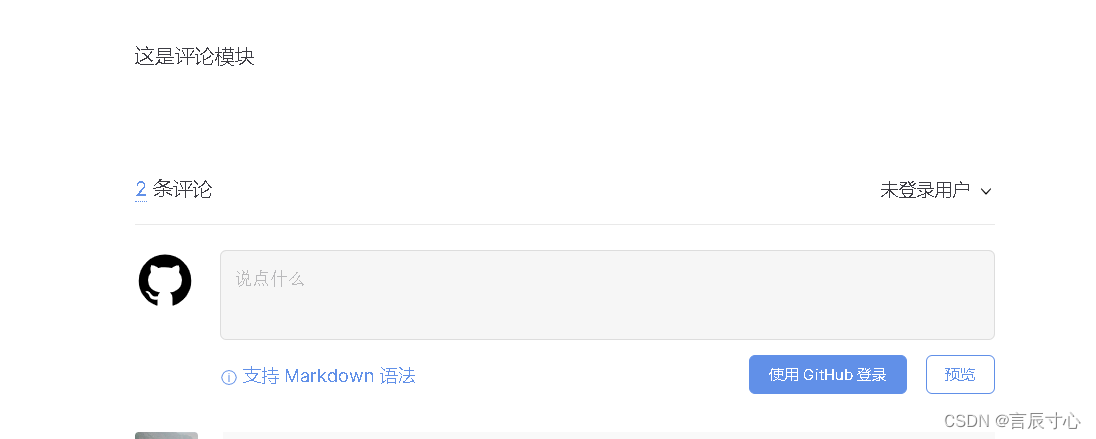 这是评论模块
2 条评论
未登录用户
说点什么
支持 Markdown 语法
使用 GitHub 登录
预览
CSDN @言辰寸心